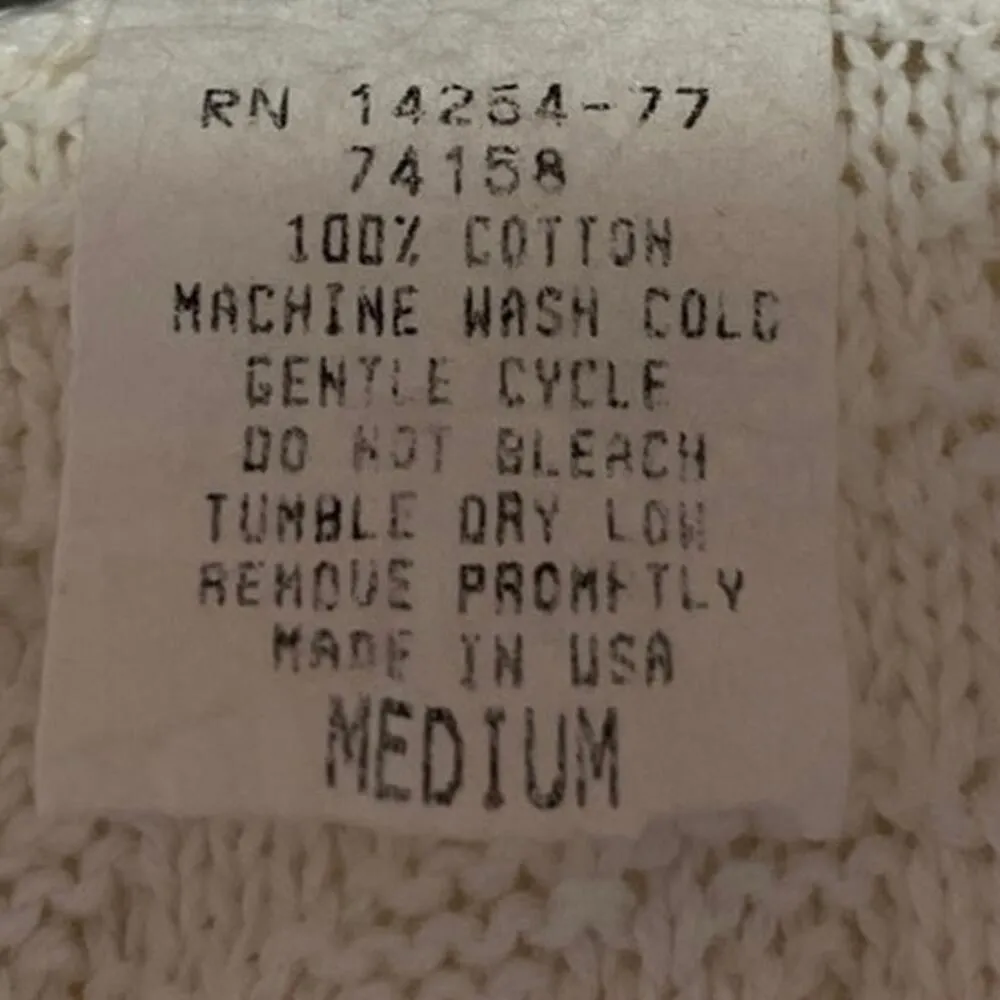 RN 14254-77
74158
100% COTTON
MACHINE WASH COLD
GENTLE CYCLE
DO NOT BLEACH
TUMBLE DRY LOW
REMOVE PROMPTLY
MADE IN USA
MEDIUM